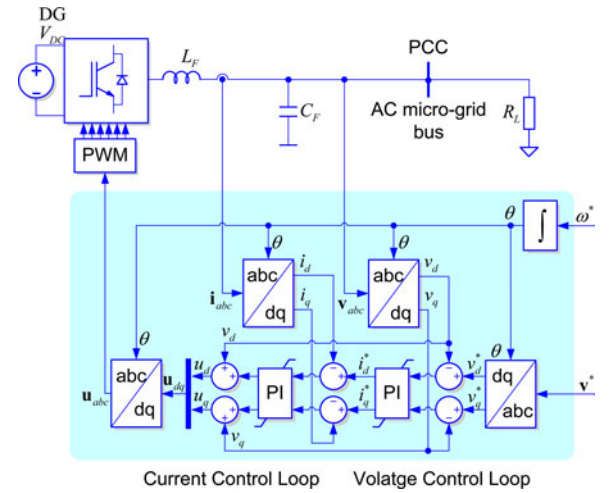 DG
V_DC
L_F
PCC
C_F
AC micro-grid
bus
R_L
PWM
θ
ω*
∫
θ
θ
i_d
v_d
abc
dq
i_q
abc
dq
v_q
i_abc
v_abc
θ
θ
v_d
abc
dq
u_dq
u_d
PI
i_d*
PI
v_d*
dq
abc
v*
u_abc
u_q
i_q*
v_q*
v_q
Current Control Loop
Volatge Control Loop